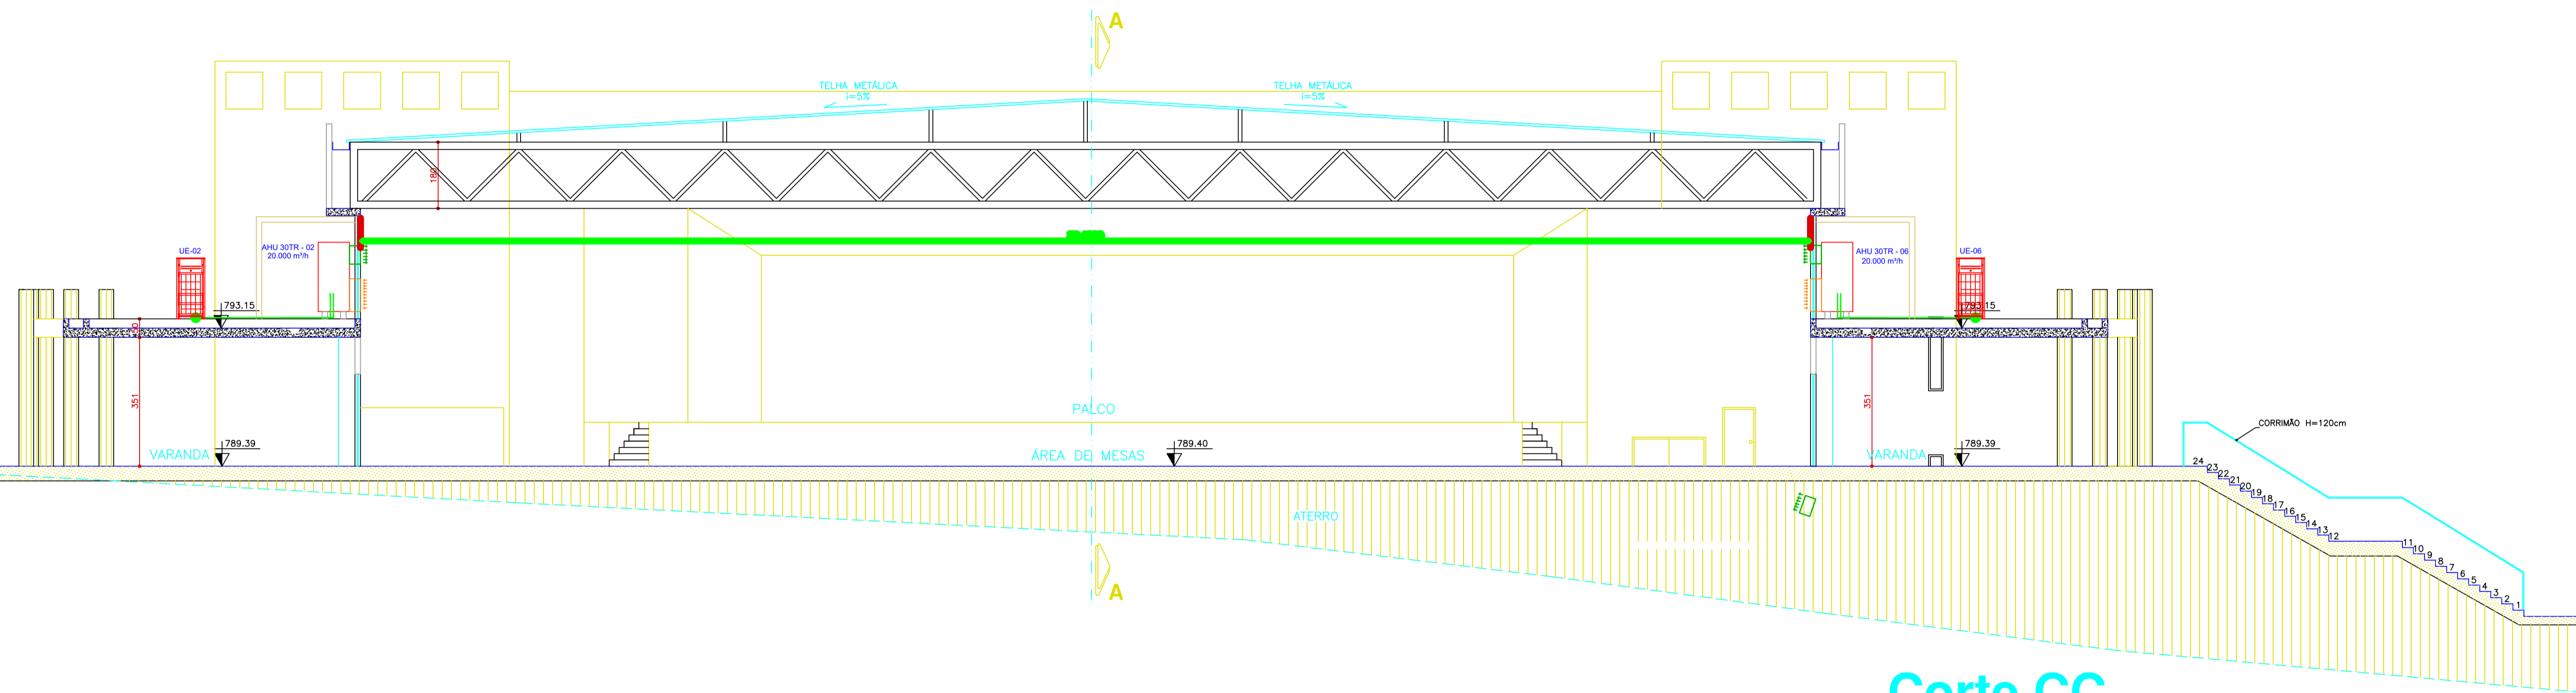 A
TELHA METÁLICA
i=5%
TELHA METÁLICA
i=5%
180
UE-02
AHU 30TR - 02
20.000 m³/h
AHU 30TR - 06
20.000 m³/h
UE-06
793.15
793.15
351
351
PALCO
CORRIMÃO H=120cm
VARANDA
789.39
ÁREA DE MESAS
789.40
VARANDA
789.39
24
23
22
21
20
19
18
17
16
15
14
13
12
11
10
9
8
7
6
5
4
3
2
1
ATERRO
A
Corte CC